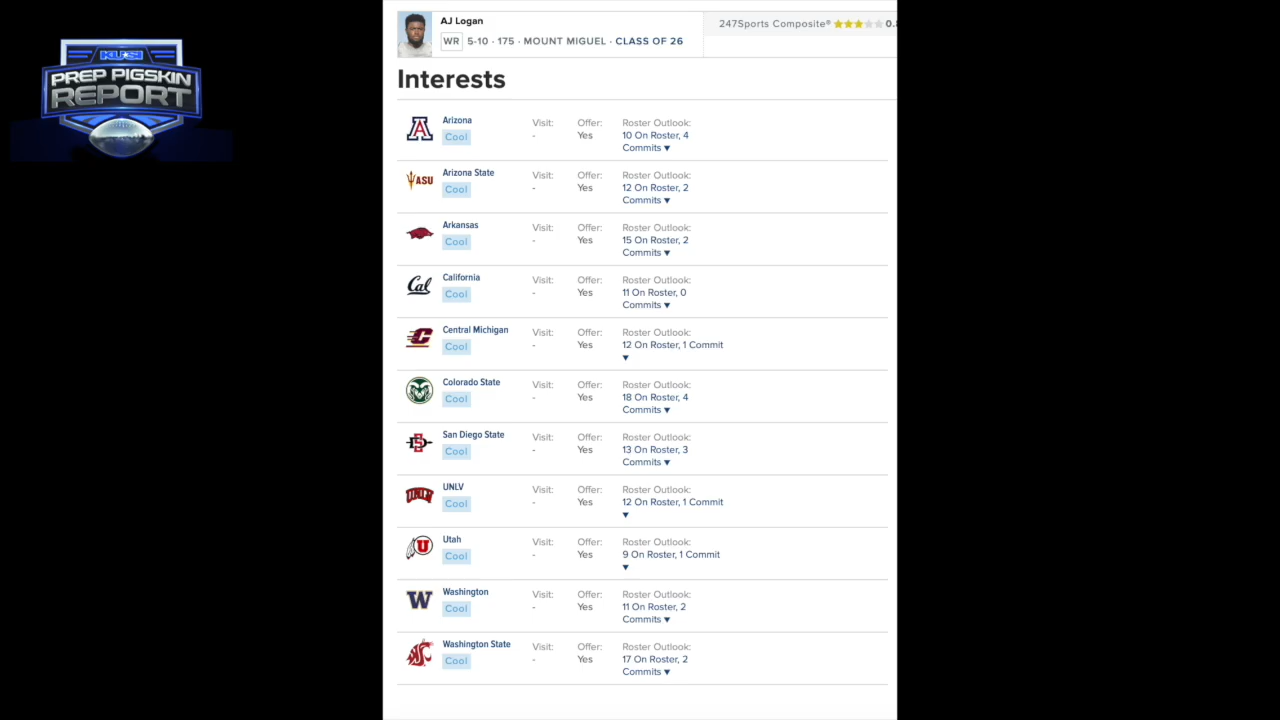 KUSI
PREP PIGSKIN
REPORT
AJ Logan
WR 5-10 · 175 · MOUNT MIGUEL · CLASS OF 26
247Sports Composite®
Interests
Arizona
Cool
Visit:
-
Offer:
Yes
Roster Outlook:
10 On Roster, 4
Commits ▼
ASU
Arizona State
Cool
Visit:
-
Offer:
Yes
Roster Outlook:
12 On Roster, 2
Commits ▼
Arkansas
Cool
Visit:
-
Offer:
Yes
Roster Outlook:
15 On Roster, 2
Commits ▼
Cal
California
Cool
Visit:
-
Offer:
Yes
Roster Outlook:
11 On Roster, 0
Commits ▼
C
Central Michigan
Cool
Visit:
-
Offer:
Yes
Roster Outlook:
12 On Roster, 1 Commit
▼
Colorado State
Cool
Visit:
-
Offer:
Yes
Roster Outlook:
18 On Roster, 4
Commits ▼
SD
San Diego State
Cool
Visit:
-
Offer:
Yes
Roster Outlook:
13 On Roster, 3
Commits ▼
UNLV
UNLV
Cool
Visit:
-
Offer:
Yes
Roster Outlook:
12 On Roster, 1 Commit
▼
U
Utah
Cool
Visit:
-
Offer:
Yes
Roster Outlook:
9 On Roster, 1 Commit
▼
W
Washington
Cool
Visit:
-
Offer:
Yes
Roster Outlook:
11 On Roster, 2
Commits ▼
Washington State
Cool
Visit:
-
Offer:
Yes
Roster Outlook:
17 On Roster, 2
Commits ▼